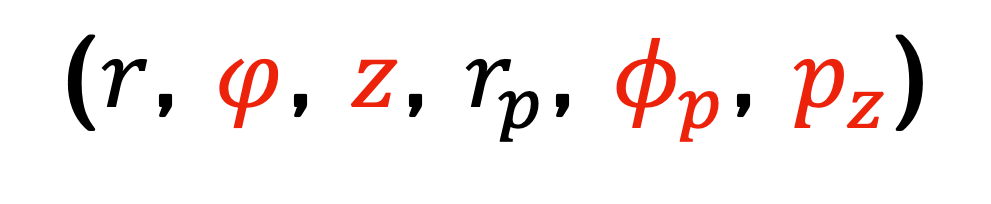 (r, φ, z, r_p, ϕ_p, p_z)